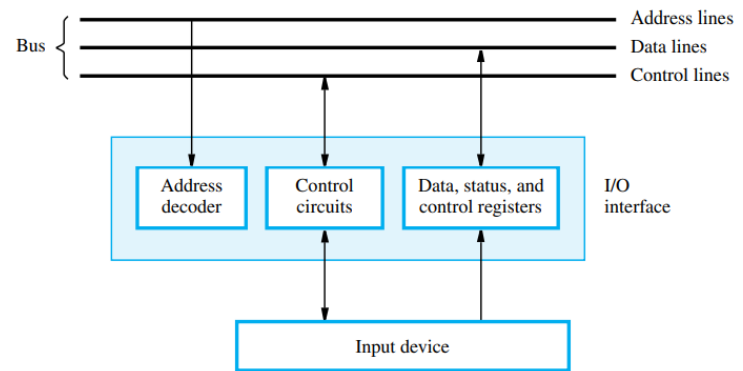 Address lines
Bus
Data lines
Control lines
Address
decoder
Control
circuits
Data, status, and
control registers
I/O
interface
Input device